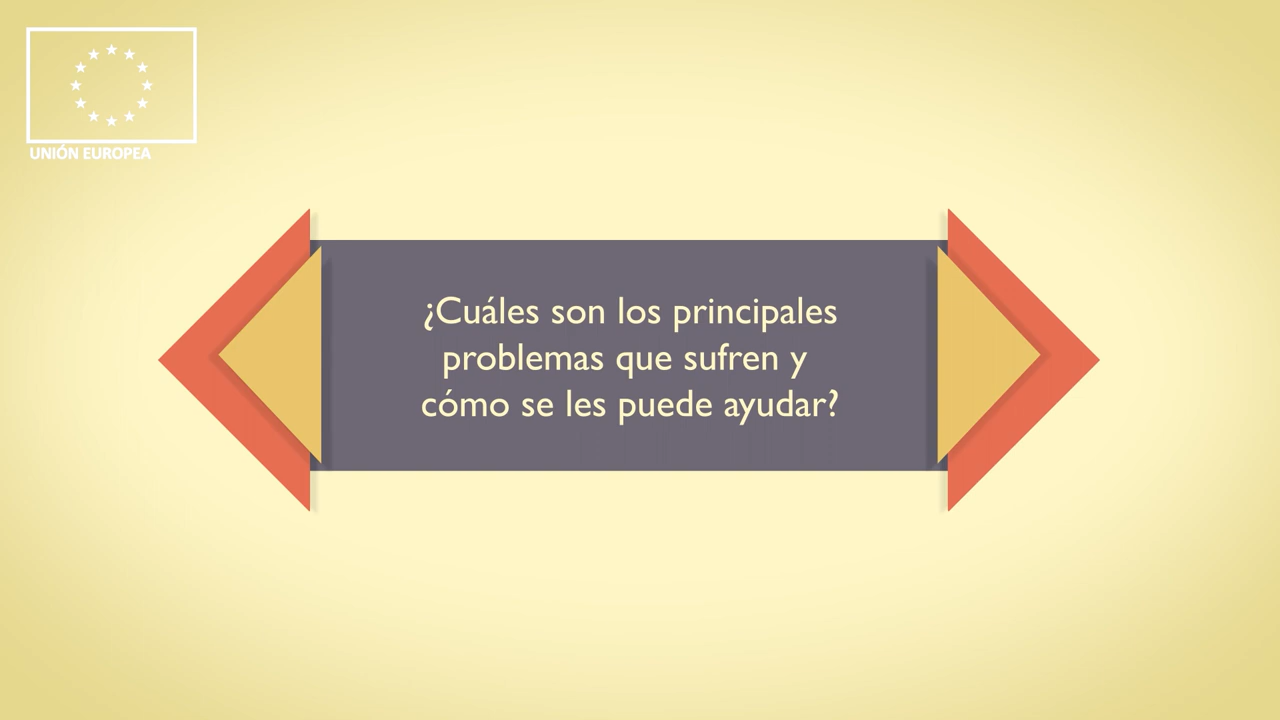 UNIÓN EUROPEA
¿Cuáles son los principales
problemas que sufren y
cómo se les puede ayudar?